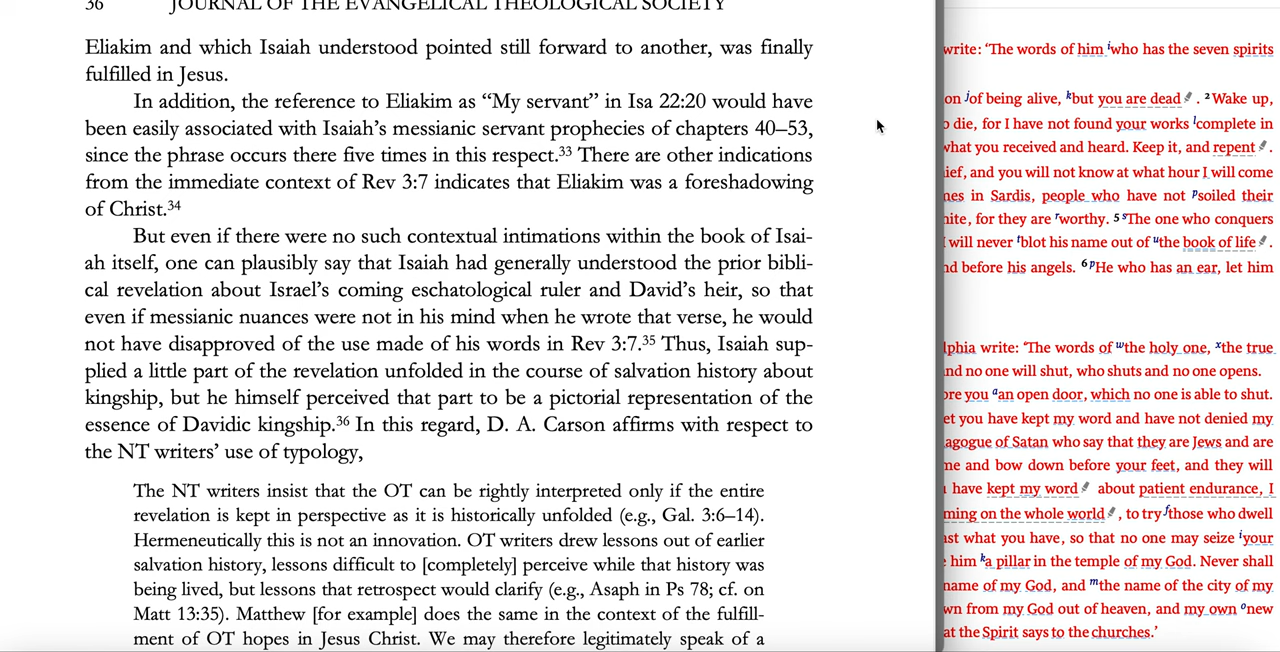 36 JOURNAL OF THE EVANGELICAL THEOLOGICAL SOCIETY
Eliakim and which Isaiah understood pointed still forward to another, was finally
fulfilled in Jesus.
In addition, the reference to Eliakim as “My servant” in Isa 22:20 would have
been easily associated with Isaiah’s messianic servant prophecies of chapters 40–53,
since the phrase occurs there five times in this respect.33 There are other indications
from the immediate context of Rev 3:7 indicates that Eliakim was a foreshadowing
of Christ.34
But even if there were no such contextual intimations within the book of Isai-
ah itself, one can plausibly say that Isaiah had generally understood the prior bibli-
cal revelation about Israel’s coming eschatological ruler and David’s heir, so that
even if messianic nuances were not in his mind when he wrote that verse, he would
not have disapproved of the use made of his words in Rev 3:7.35 Thus, Isaiah sup-
plied a little part of the revelation unfolded in the course of salvation history about
kingship, but he himself perceived that part to be a pictorial representation of the
essence of Davidic kingship.36 In this regard, D. A. Carson affirms with respect to
the NT writers’ use of typology,
The NT writers insist that the OT can be rightly interpreted only if the entire
revelation is kept in perspective as it is historically unfolded (e.g., Gal. 3:6–14).
Hermeneutically this is not an innovation. OT writers drew lessons out of earlier
salvation history, lessons difficult to [completely] perceive while that history was
being lived, but lessons that retrospect would clarify (e.g., Asaph in Ps 78; cf. on
Matt 13:35). Matthew [for example] does the same in the context of the fulfill-
ment of OT hopes in Jesus Christ. We may therefore legitimately speak of a
write: ‘The words of him i who has the seven spirits
on j of being alive, k but you are dead. 2 Wake up,
o die, for I have not found your works l complete in
what you received and heard. Keep it, and repent.
ief, and you will not know at what hour I will come
mes in Sardis, people who have not p soiled their
hite, for they are r worthy. 5 s The one who conquers
I will never t blot his name out of u the book of life.
nd before his angels. 6 p He who has an ear, let him
lphia write: ‘The words of w the holy one, x the true
nd no one will shut, who shuts and no one opens.
ore you a an open door, which no one is able to shut.
et you have kept my word and have not denied my
agogue of Satan who say that they are Jews and are
me and bow down before your feet, and they will
have kept my word about patient endurance, I
ming on the whole world, to try f those who dwell
st what you have, so that no one may seize i your
him k a pillar in the temple of my God. Never shall
name of my God, and m the name of the city of my
wn from my God out of heaven, and my own o new
at the Spirit says to the churches.’